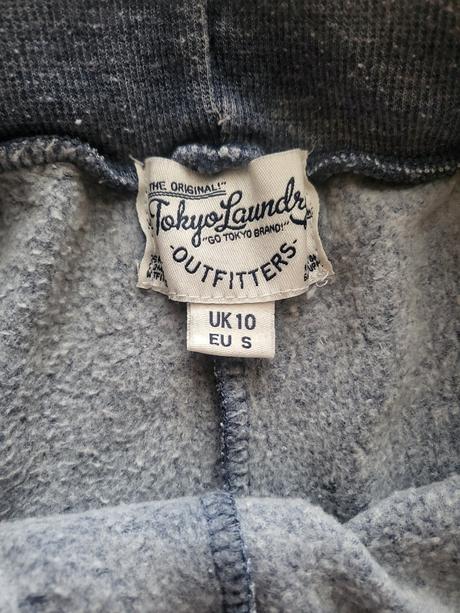 THE ORIGINAL!"
Tokyo Laundry
"GO TOKYO BRAND!"
-OUTFITTERS-
UK 10
EU S